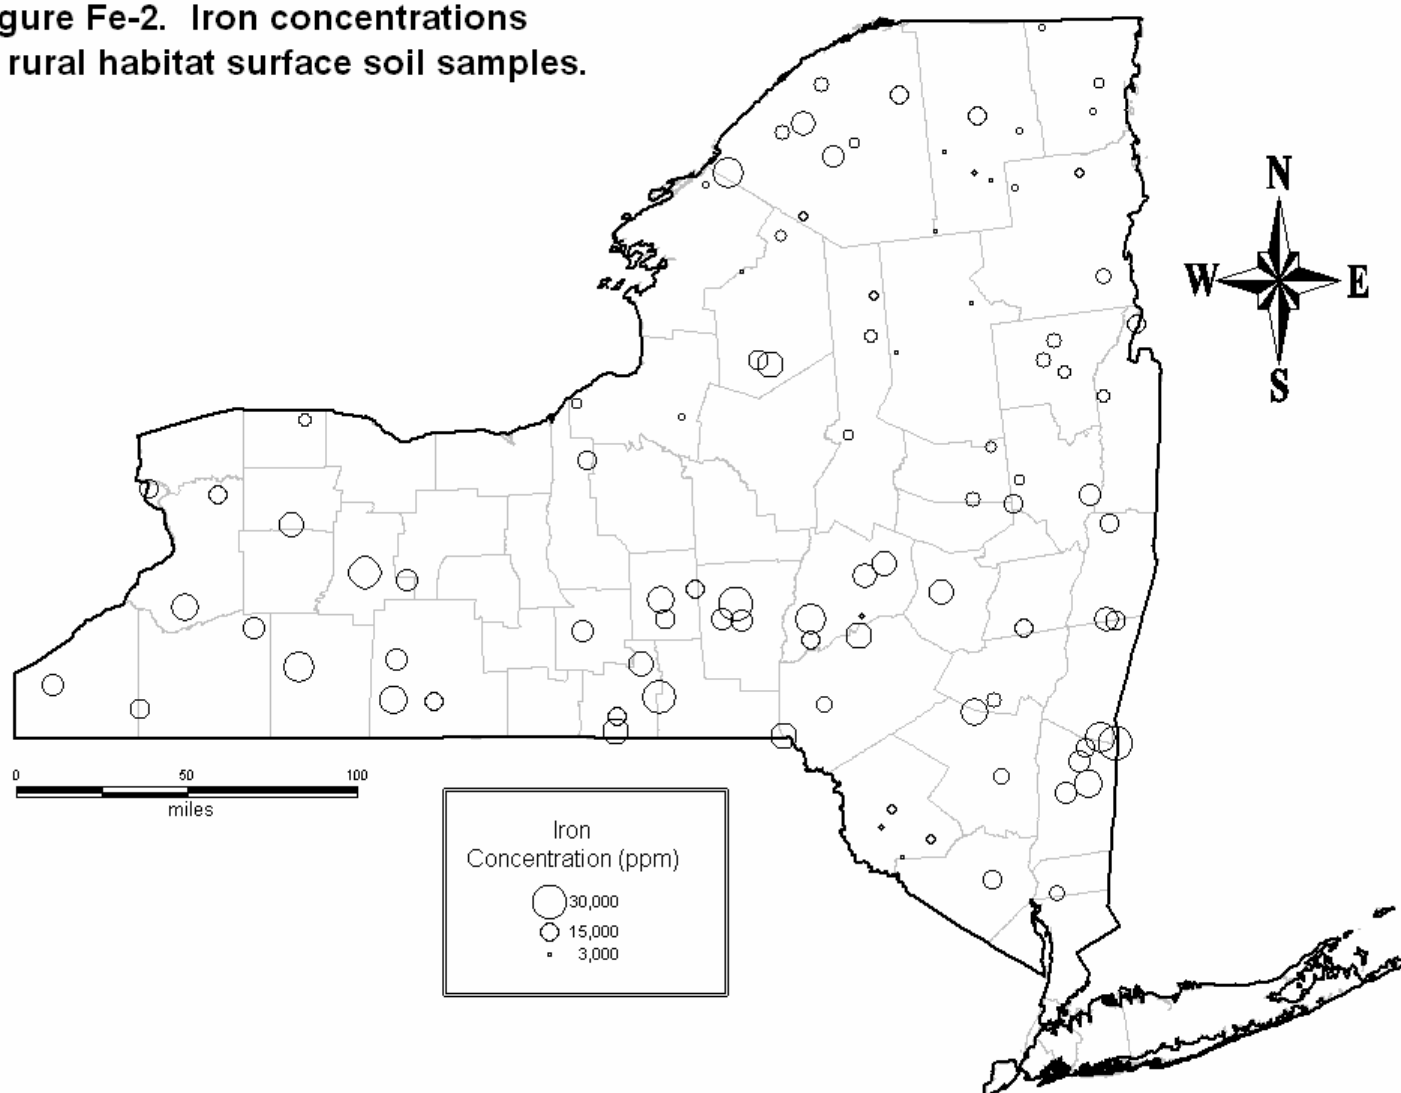 gure Fe-2. Iron concentrations
rural habitat surface soil samples.
N
W E
S
0 50 100
miles
Iron
Concentration (ppm)
30,000
15,000
3,000